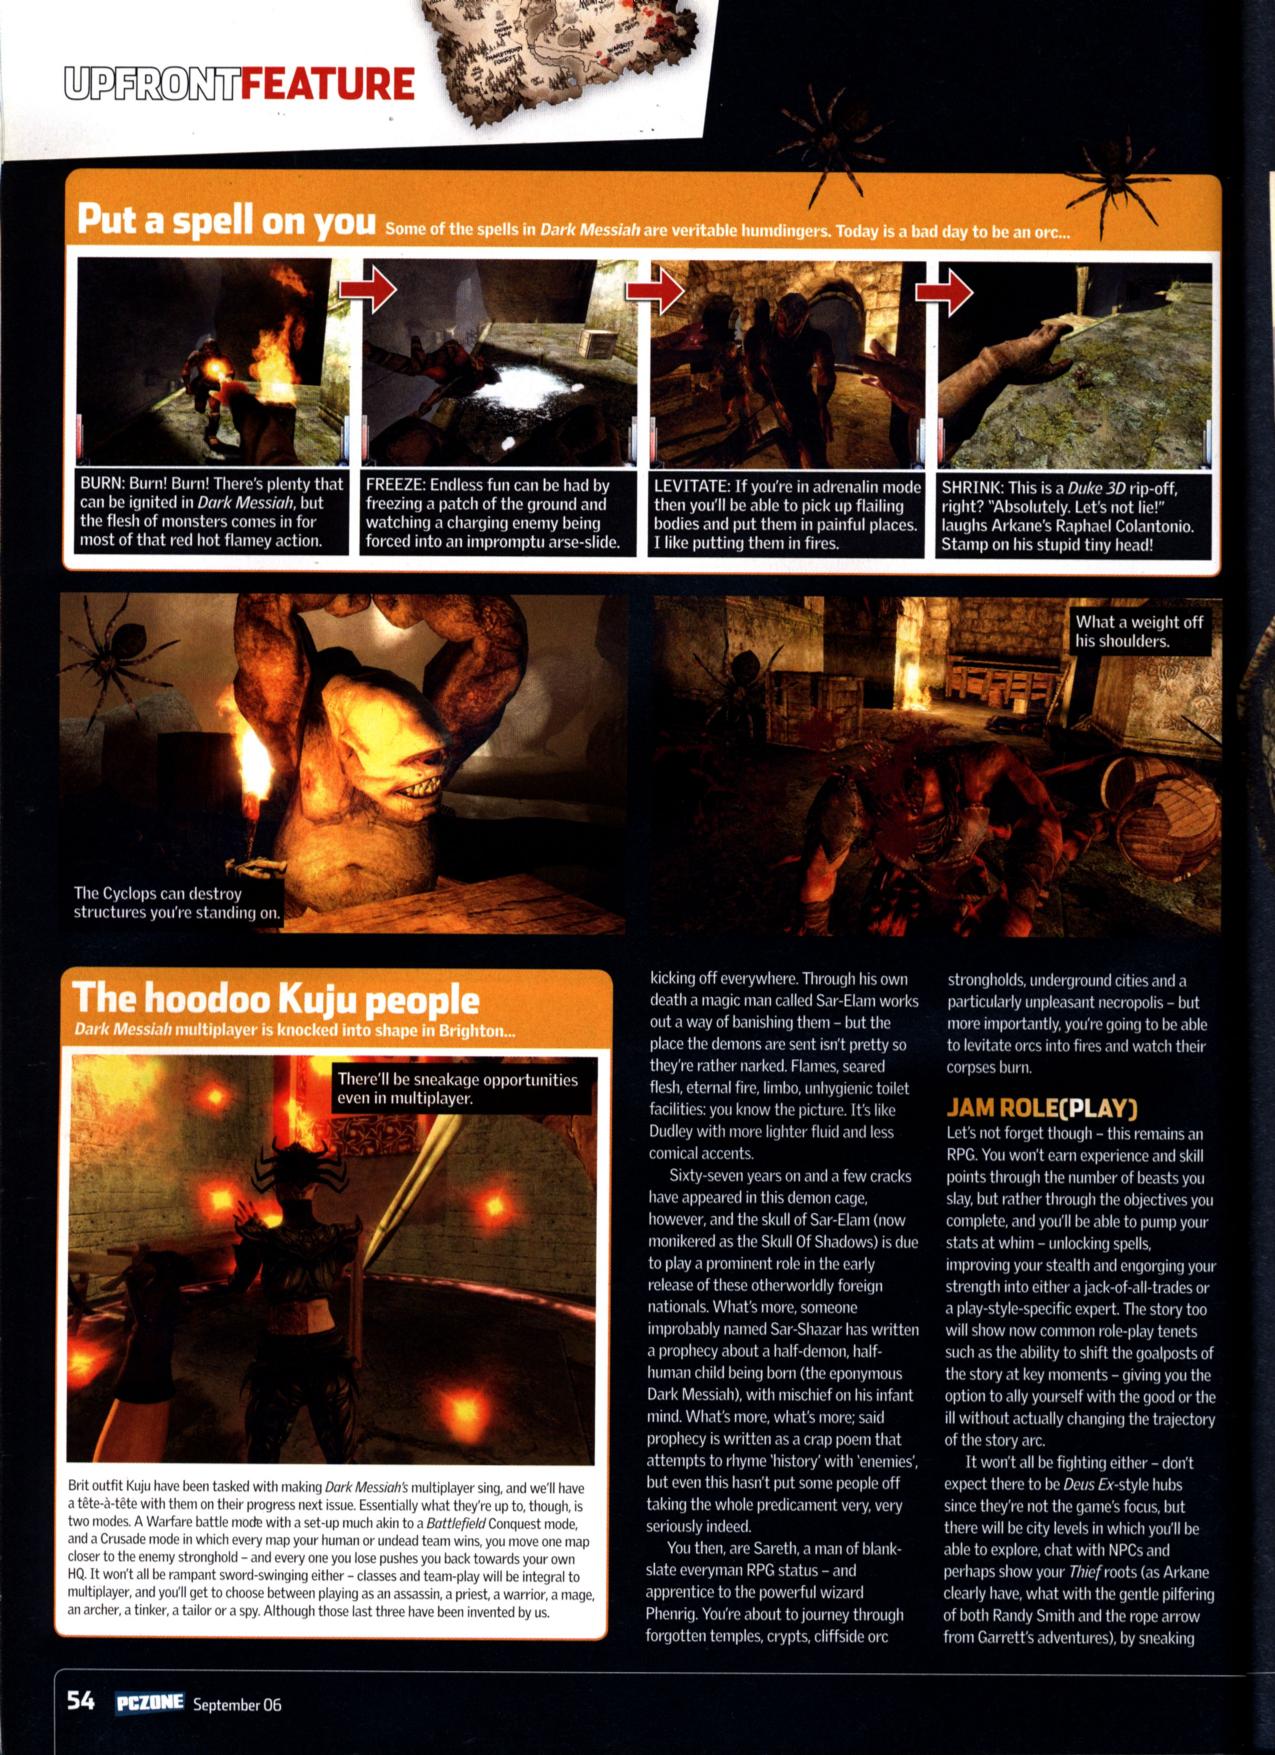 UPFRONTFEATURE
Put a spell on you Some of the spells in Dark Messiah are veritable humdingers. Today is a bad day to be an orc...
BURN: Burn! Burn! There's plenty that
can be ignited in Dark Messiah, but
the flesh of monsters comes in for
most of that red hot flamey action.
FREEZE: Endless fun can be had by
freezing a patch of the ground and
watching a charging enemy being
forced into an impromptu arse-slide.
LEVITATE: If you're in adrenalin mode
then you'll be able to pick up flailing
bodies and put them in painful places.
I like putting them in fires.
SHRINK: This is a Duke 3D rip-off,
right? "Absolutely. Let's not lie!"
laughs Arkane's Raphael Colantonio.
Stamp on his stupid tiny head!
The Cyclops can destroy
structures you're standing on.
What a weight off
his shoulders.
The hoodoo Kuju people
Dark Messiah multiplayer is knocked into shape in Brighton...
There'll be sneakage opportunities
even in multiplayer.
Brit outfit Kuju have been tasked with making Dark Messiah's multiplayer sing, and we'll have
a tête-à-tête with them on their progress next issue. Essentially what they're up to, though, is
two modes. A Warfare battle mode with a set-up much akin to a Battlefield Conquest mode,
and a Crusade mode in which every map your human or undead team wins, you move one map
closer to the enemy stronghold – and every one you lose pushes you back towards your own
HQ. It won't all be rampant sword-swinging either – classes and team-play will be integral to
multiplayer, and you'll get to choose between playing as an assassin, a priest, a warrior, a mage,
an archer, a tinker, a tailor or a spy. Although those last three have been invented by us.
kicking off everywhere. Through his own
death a magic man called Sar-Elam works
out a way of banishing them – but the
place the demons are sent isn't pretty so
they're rather narked. Flames, seared
flesh, eternal fire, limbo, unhygienic toilet
facilities: you know the picture. It's like
Dudley with more lighter fluid and less
comical accents.
Sixty-seven years on and a few cracks
have appeared in this demon cage,
however, and the skull of Sar-Elam (now
monikered as the Skull Of Shadows) is due
to play a prominent role in the early
release of these otherworldly foreign
nationals. What's more, someone
improbably named Sar-Shazar has written
a prophecy about a half-demon, half-
human child being born (the eponymous
Dark Messiah), with mischief on his infant
mind. What's more, what's more; said
prophecy is written as a crap poem that
attempts to rhyme 'history' with 'enemies',
but even this hasn't put some people off
taking the whole predicament very, very
seriously indeed.
You then, are Sareth, a man of blank-
slate everyman RPG status – and
apprentice to the powerful wizard
Phenrig. You're about to journey through
forgotten temples, crypts, cliffside orc
strongholds, underground cities and a
particularly unpleasant necropolis – but
more importantly, you're going to be able
to levitate orcs into fires and watch their
corpses burn.
JAM ROLE(PLAY)
Let's not forget though – this remains an
RPG. You won't earn experience and skill
points through the number of beasts you
slay, but rather through the objectives you
complete, and you'll be able to pump your
stats at whim – unlocking spells,
improving your stealth and engorging your
strength into either a jack-of-all-trades or
a play-style-specific expert. The story too
will show now common role-play tenets
such as the ability to shift the goalposts of
the story at key moments – giving you the
option to ally yourself with the good or the
ill without actually changing the trajectory
of the story arc.
It won't all be fighting either – don't
expect there to be Deus Ex-style hubs
since they're not the game's focus, but
there will be city levels in which you'll be
able to explore, chat with NPCs and
perhaps show your Thief roots (as Arkane
clearly have, what with the gentle pilfering
of both Randy Smith and the rope arrow
from Garrett's adventures), by sneaking
54 PCZONE September 06